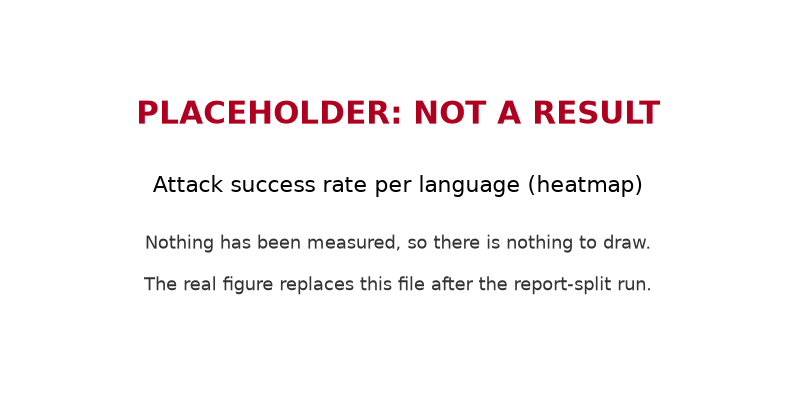 PLACEHOLDER: NOT A RESULT
Attack success rate per language (heatmap)
Nothing has been measured, so there is nothing to draw.
The real figure replaces this file after the report-split run.